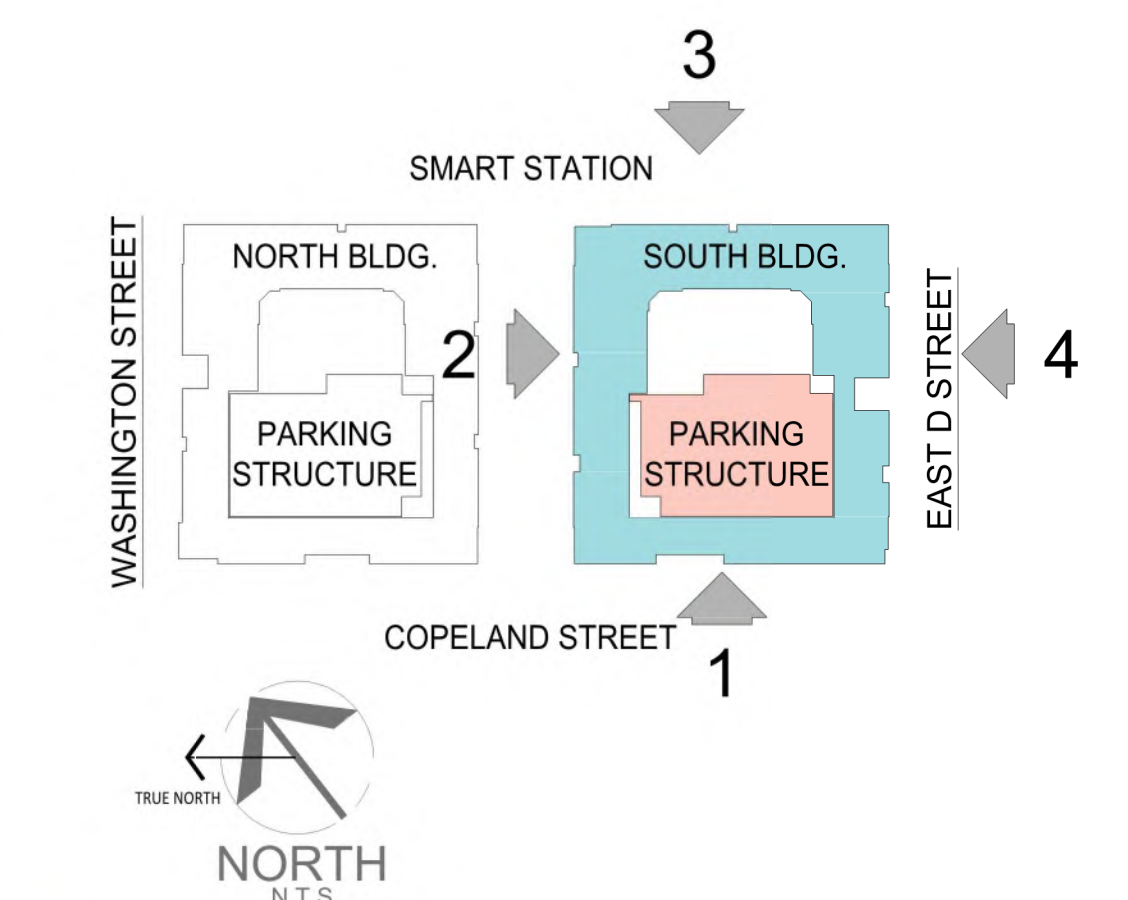 3
SMART STATION
WASHINGTON STREET
NORTH BLDG.
SOUTH BLDG.
EAST D STREET
2
4
PARKING
STRUCTURE
PARKING
STRUCTURE
COPELAND STREET
1
TRUE NORTH
NORTH
N.T.S.